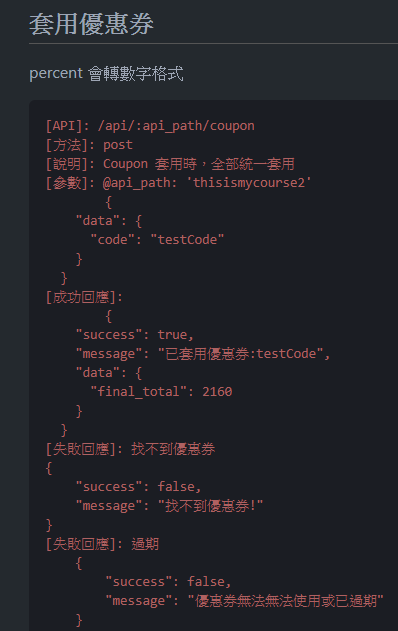 套用優惠券
percent 會轉數字格式
[API]: /api/:api_path/coupon
[方法]: post
[說明]: Coupon 套用時，全部統一套用
[參數]: @api_path: 'thisismycourse2'
{
"data": {
"code": "testCode"
}
}
[成功回應]:
{
"success": true,
"message": "已套用優惠券:testCode",
"data": {
"final_total": 2160
}
}
[失敗回應]: 找不到優惠券
{
"success": false,
"message": "找不到優惠券!"
}
[失敗回應]: 過期
{
"success": false,
"message": "優惠券無法無法使用或已過期"
}